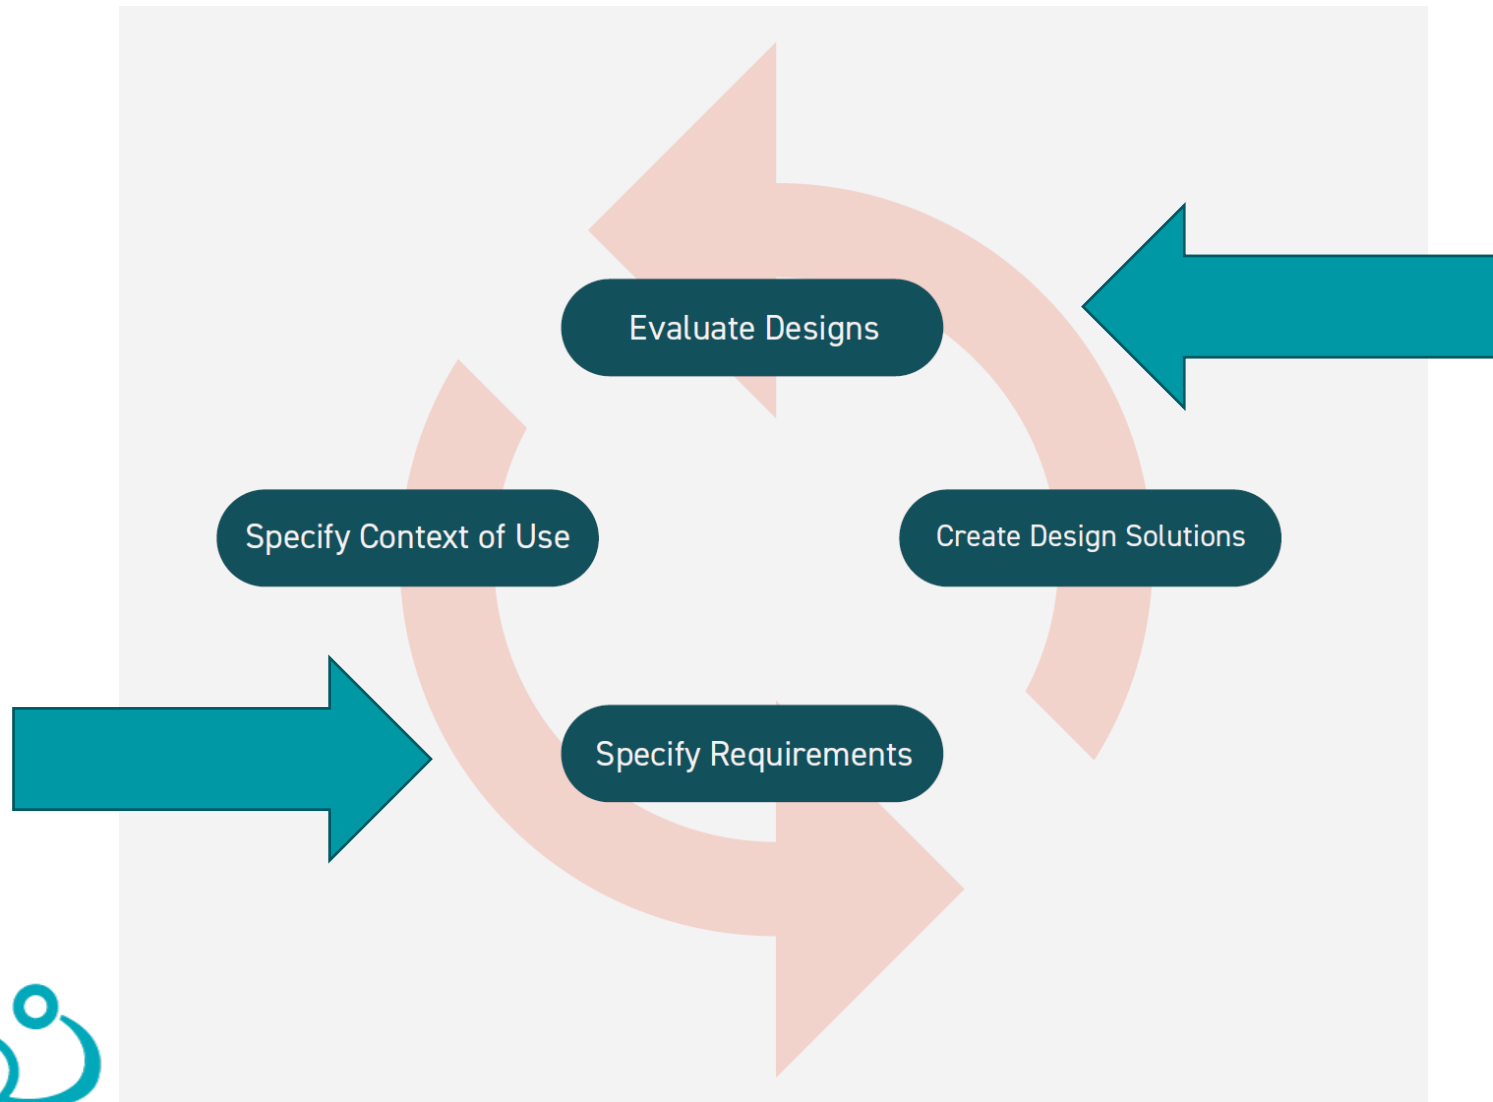 Evaluate Designs
Specify Context of Use
Create Design Solutions
Specify Requirements